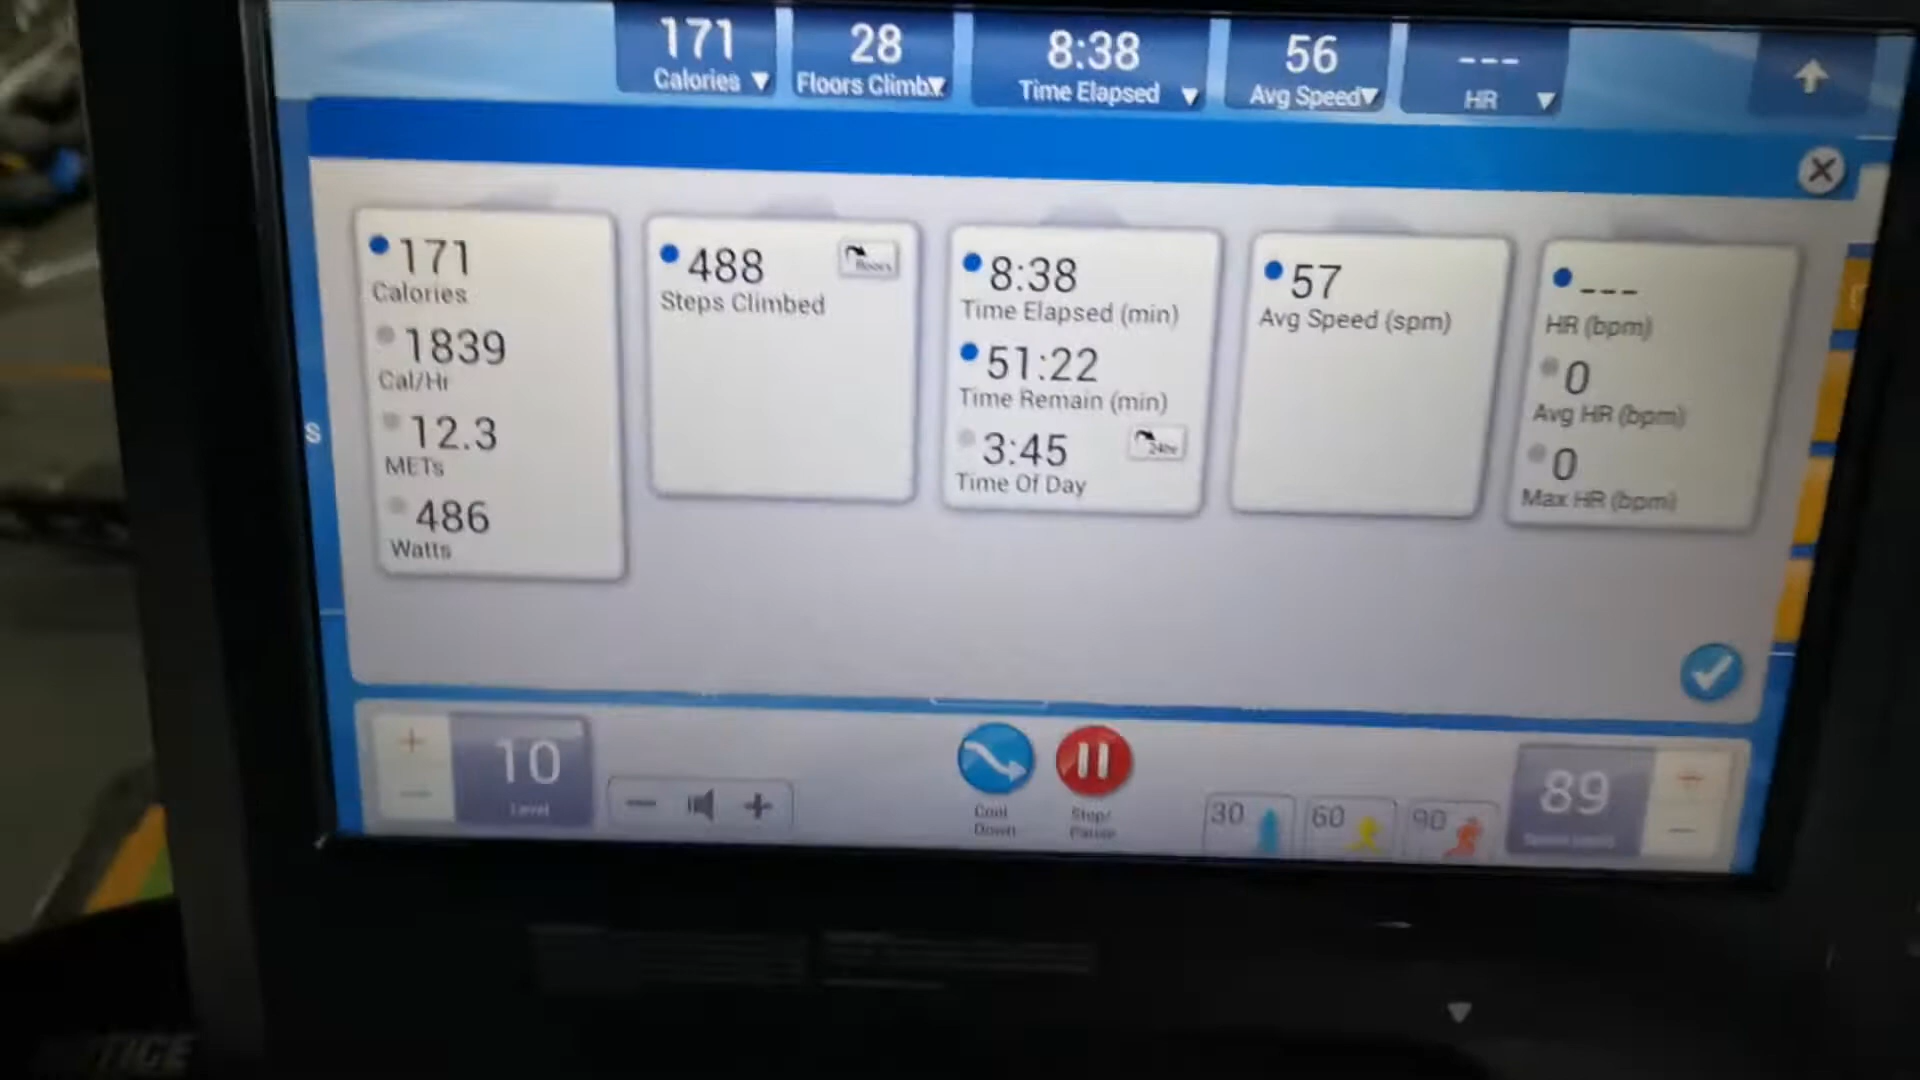 171
Calories
28
Floors Climb
8:38
Time Elapsed
56
Avg Speed
---
HR
171
Calories
1839
Cal/Hr
12.3
METs
486
Watts
488
Steps Climbed
floors
8:38
Time Elapsed (min)
51:22
Time Remain (min)
3:45
24hr
Time Of Day
57
Avg Speed (spm)
---
HR (bpm)
0
Avg HR (bpm)
0
Max HR (bpm)
S
10
Level
Cool
Down
Stop/
Pause
30
60
90
89